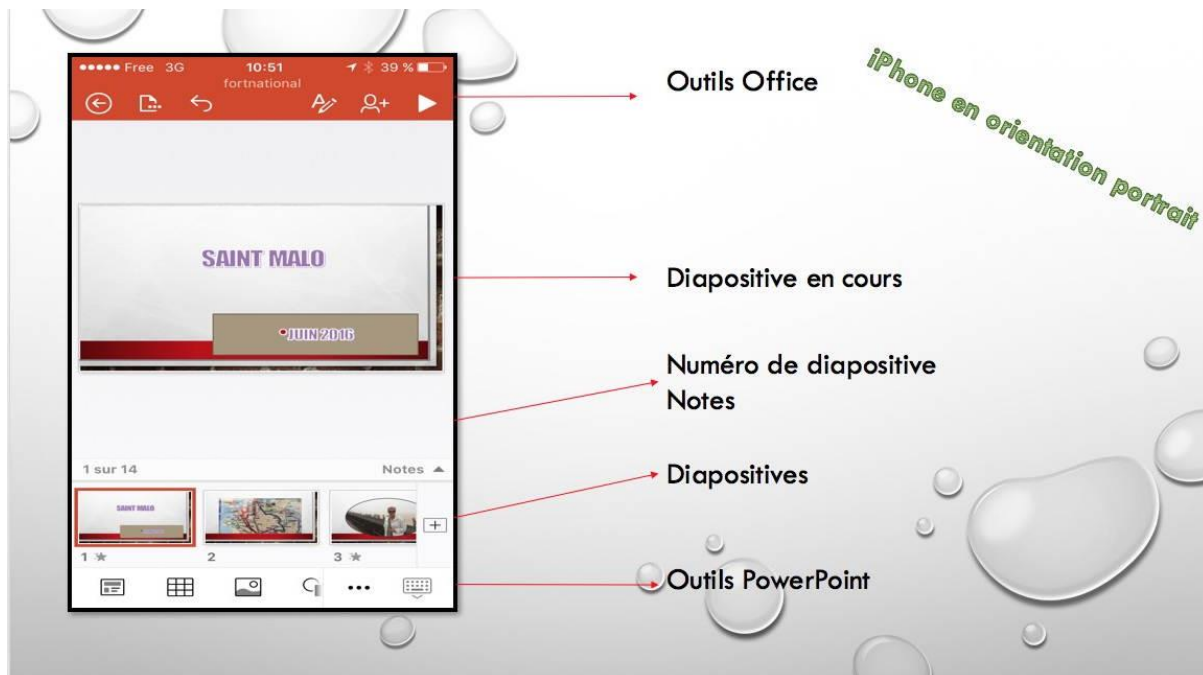 Free 3G 10:51 39 %
fortnational
SAINT MALO
JUIN 2016
1 sur 14 Notes
SAINT MALO
1 2 3
Outils Office
Diapositive en cours
Numéro de diapositive
Notes
Diapositives
Outils PowerPoint
iPhone en orientation portrait